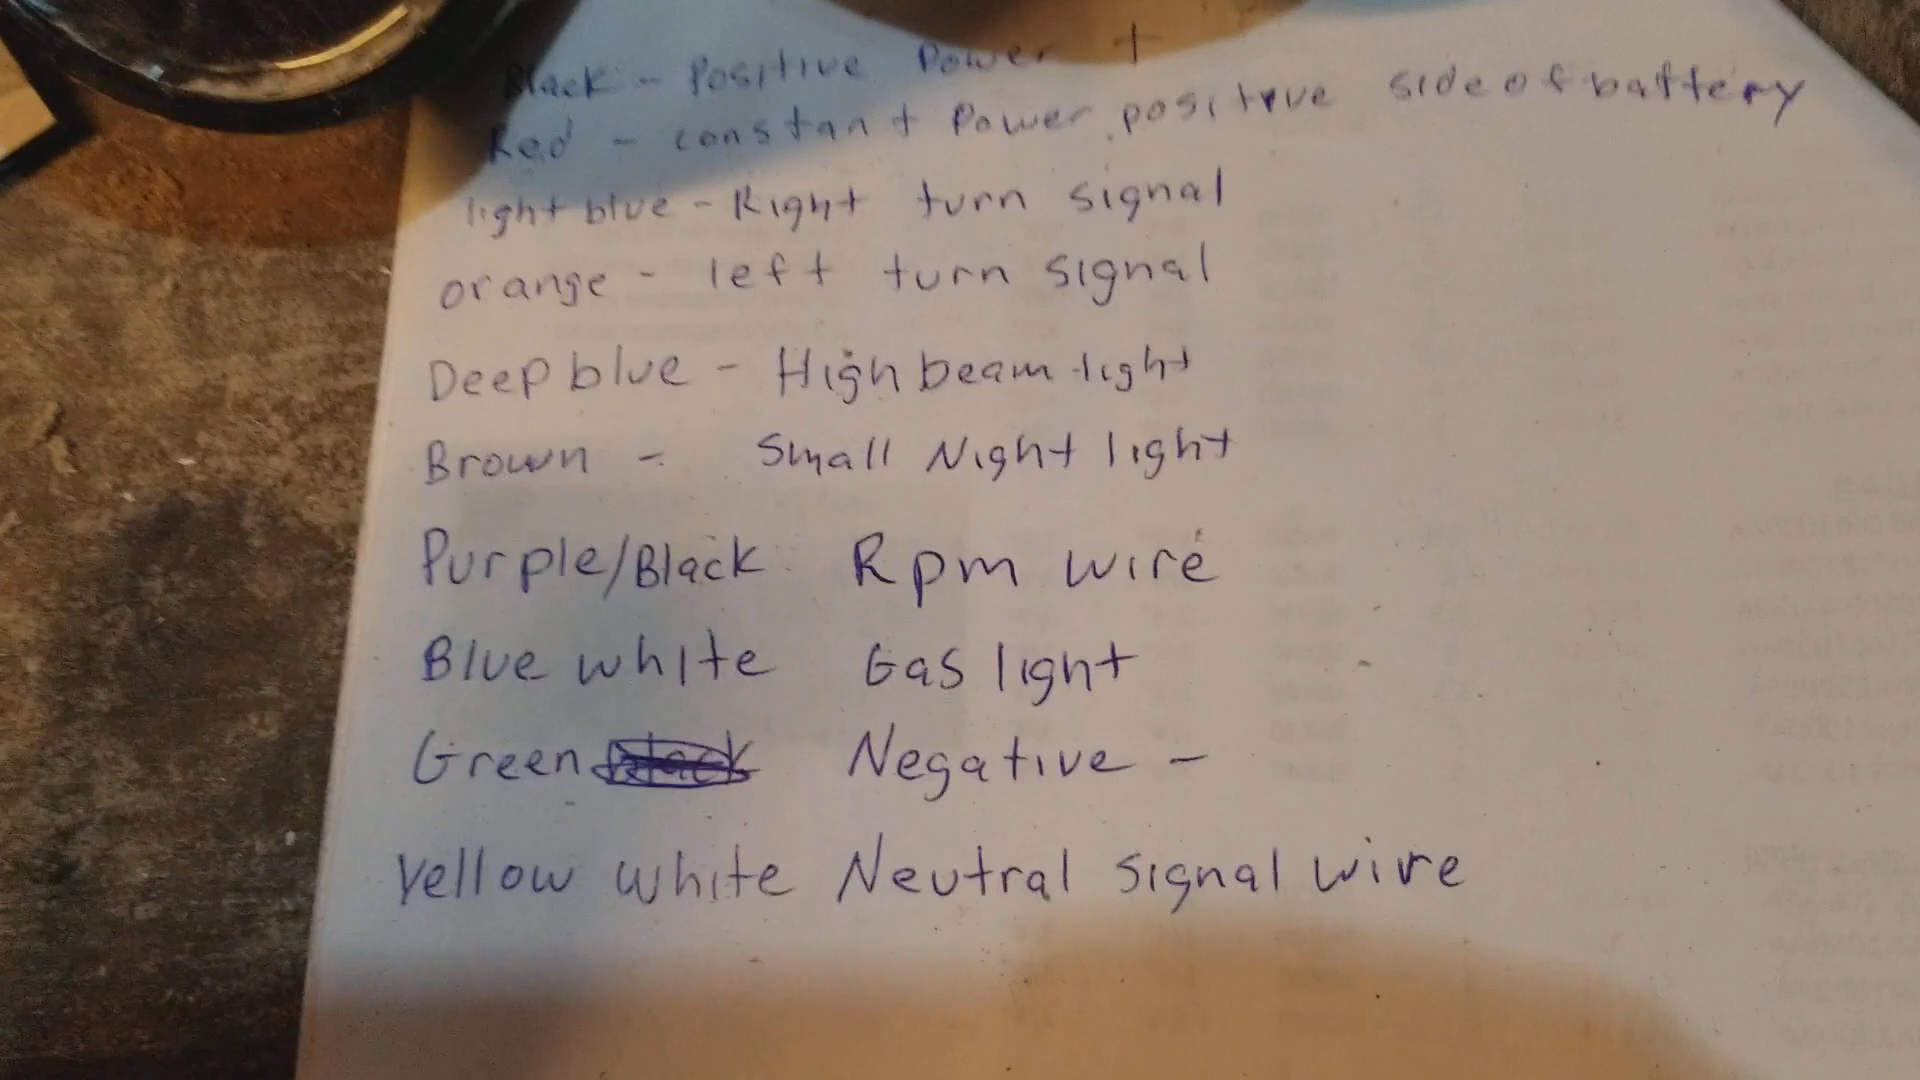 Black - Positive Power +
Red - constant Power positive side of battery
light blue - Right turn signal
orange - left turn signal
Deep blue - High beam light
Brown - Small Night light
Purple/Black Rpm wire
Blue white Gas light
Green Negative -
Yellow white Neutral signal wire